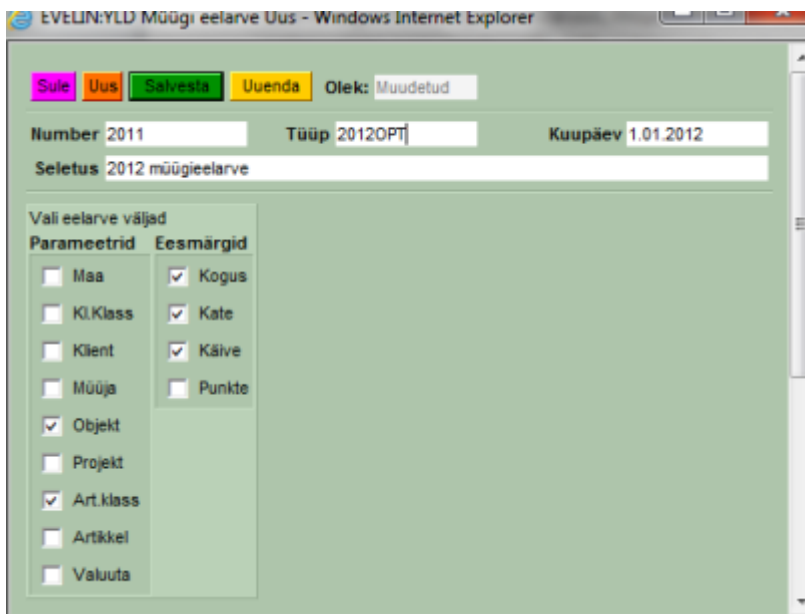 EVELIN:YLD Müügi eelarve Uus - Windows Internet Explorer
Sule Uus Salvesta Uuenda Olek: Muudetud
Number 2011 Tüüp 2012OPT Kuupäev 1.01.2012
Seletus 2012 müügieelarve
Vali eelarve väljad
Parameetrid Eesmärgid
Maa Kogus
Kl.Klass Kate
Klient Käive
Müüja Punkte
Objekt
Projekt
Art.klass
Artikkel
Valuuta